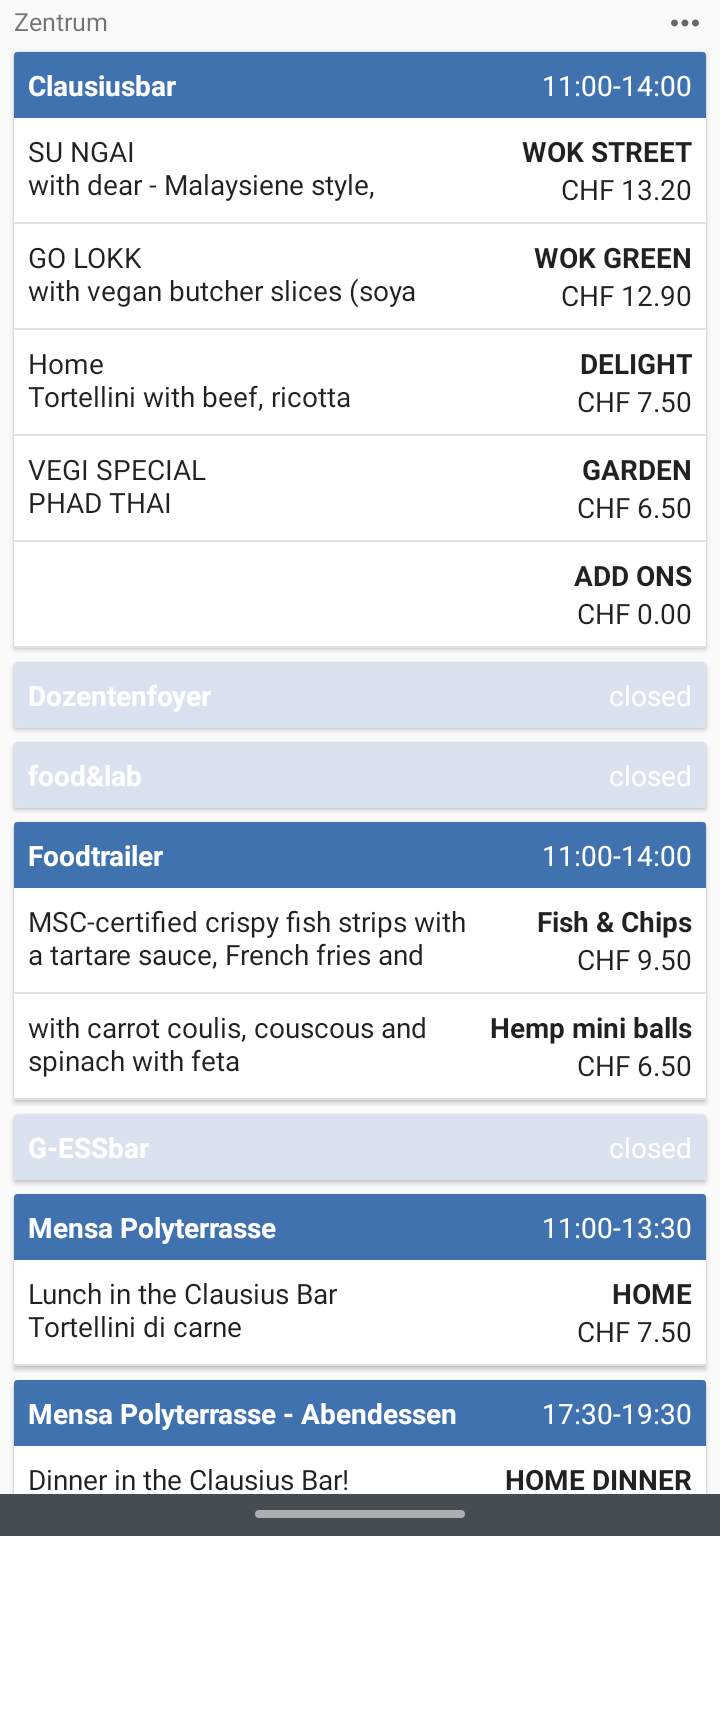 Zentrum
Clausiusbar 11:00-14:00
SU NGAI WOK STREET
with dear - Malaysiene style, CHF 13.20
GO LOKK WOK GREEN
with vegan butcher slices (soya CHF 12.90
Home DELIGHT
Tortellini with beef, ricotta CHF 7.50
VEGI SPECIAL GARDEN
PHAD THAI CHF 6.50
ADD ONS
CHF 0.00
Dozentenfoyer closed
food&lab closed
Foodtrailer 11:00-14:00
MSC-certified crispy fish strips with Fish & Chips
a tartare sauce, French fries and CHF 9.50
with carrot coulis, couscous and Hemp mini balls
spinach with feta CHF 6.50
G-ESSbar closed
Mensa Polyterrasse 11:00-13:30
Lunch in the Clausius Bar HOME
Tortellini di carne CHF 7.50
Mensa Polyterrasse - Abendessen 17:30-19:30
Dinner in the Clausius Bar! HOME DINNER